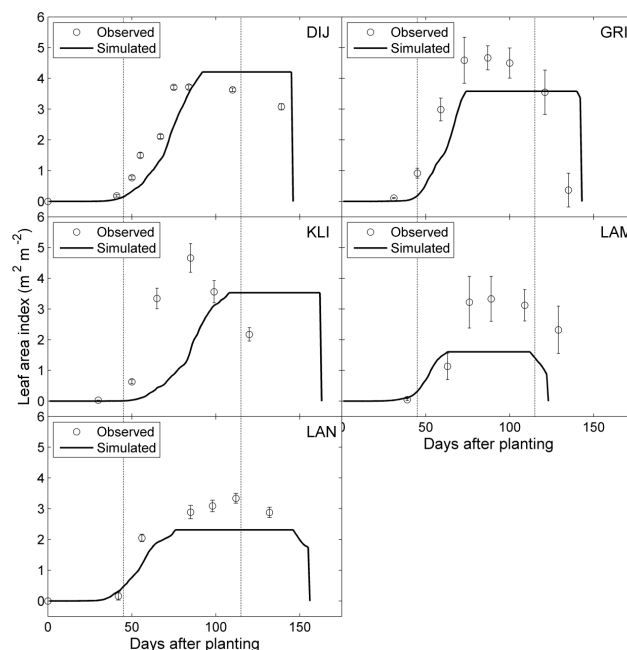 6
5
4
3
2
1
0
Observed
Simulated
DIJ
Observed
Simulated
GRI
6
5
4
3
2
1
0
Observed
Simulated
KLI
Observed
Simulated
LAM
0 50 100 150
Days after planting
Leaf area index (m² m⁻²)
6
5
4
3
2
1
0
Observed
Simulated
LAN
0 50 100 150
Days after planting